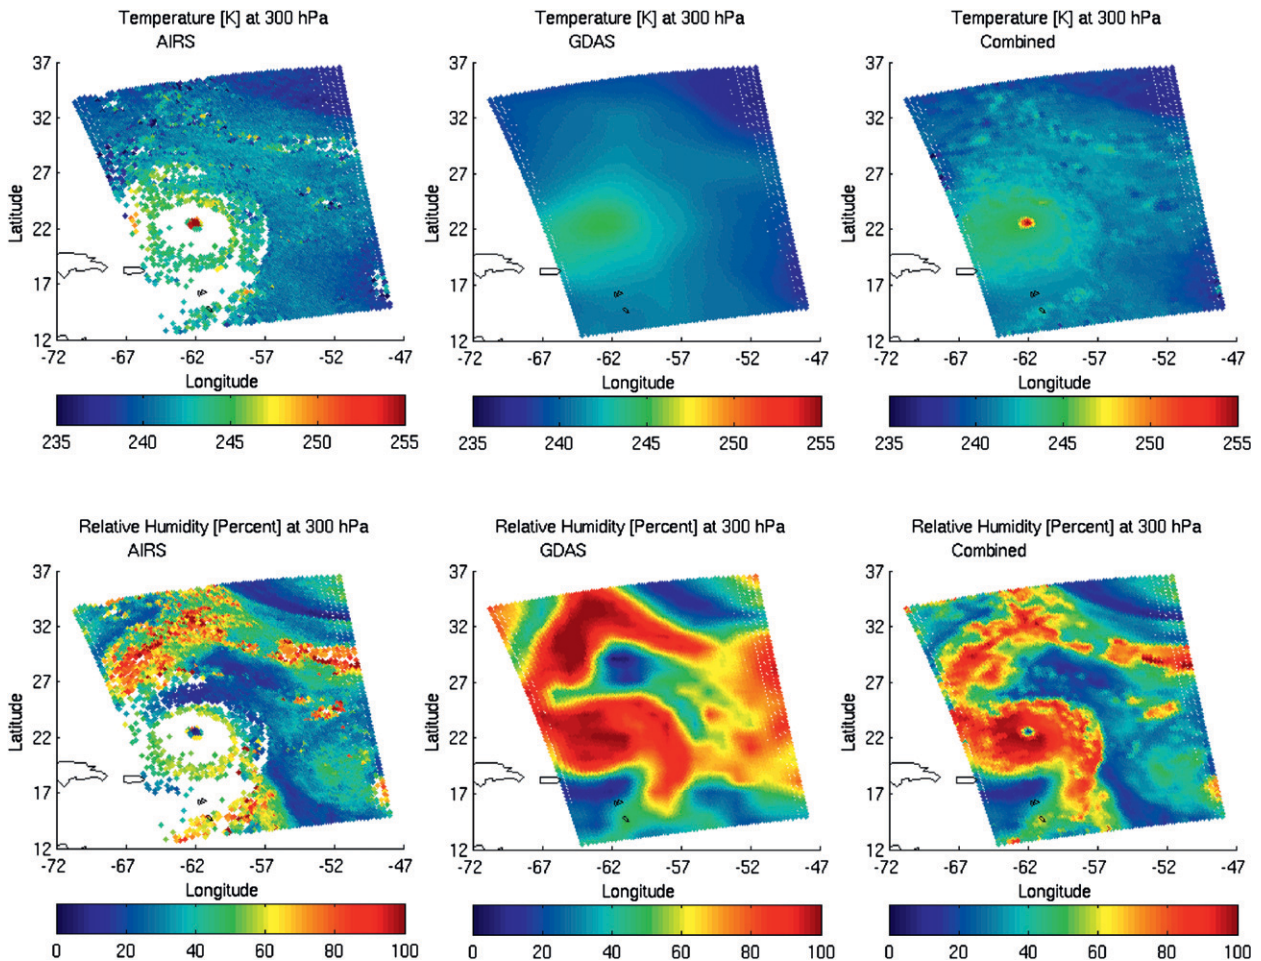 Temperature [K] at 300 hPa
AIRS
37
32
27
22
17
12
Latitude
-72 -67 -62 -57 -52 -47
Longitude
235 240 245 250 255
Temperature [K] at 300 hPa
GDAS
37
32
27
22
17
12
Latitude
-72 -67 -62 -57 -52 -47
Longitude
235 240 245 250 255
Temperature [K] at 300 hPa
Combined
37
32
27
22
17
12
Latitude
-72 -67 -62 -57 -52 -47
Longitude
235 240 245 250 255
Relative Humidity [Percent] at 300 hPa
AIRS
37
32
27
22
17
12
Latitude
-72 -67 -62 -57 -52 -47
Longitude
0 20 40 60 80 100
Relative Humidity [Percent] at 300 hPa
GDAS
37
32
27
22
17
12
Latitude
-72 -67 -62 -57 -52 -47
Longitude
0 20 40 60 80 100
Relative Humidity [Percent] at 300 hPa
Combined
37
32
27
22
17
12
Latitude
-72 -67 -62 -57 -52 -47
Longitude
0 20 40 60 80 100